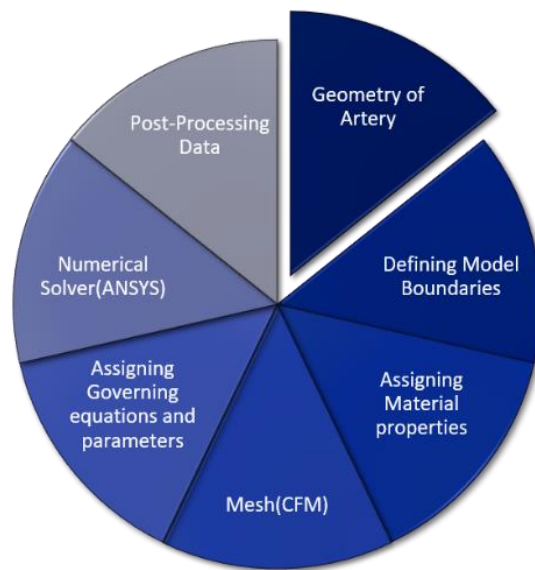 Geometry of
Artery
Defining Model
Boundaries
Assigning
Material
properties
Mesh(CFM)
Assigning
Governing
equations and
parameters
Numerical
Solver(ANSYS)
Post-Processing
Data